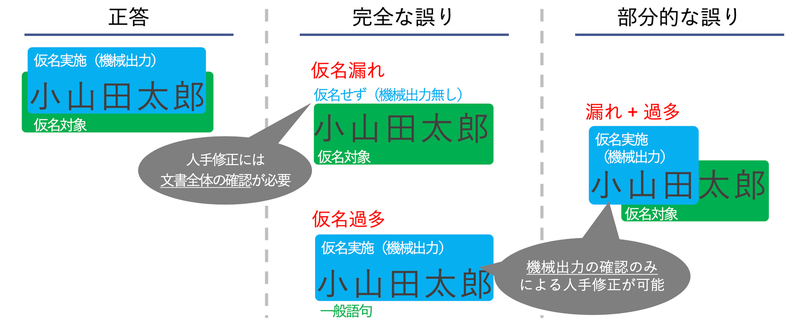 正答
仮名実施（機械出力）
小山田太郎
仮名対象
完全な誤り
仮名漏れ
仮名せず（機械出力無し）
小山田太郎
仮名対象
人手修正には
文書全体の確認が必要
仮名過多
仮名実施（機械出力）
小山田太郎
一般語句
部分的な誤り
漏れ + 過多
仮名実施
（機械出力）
小山田太郎
仮名対象
機械出力の確認のみ
による人手修正が可能